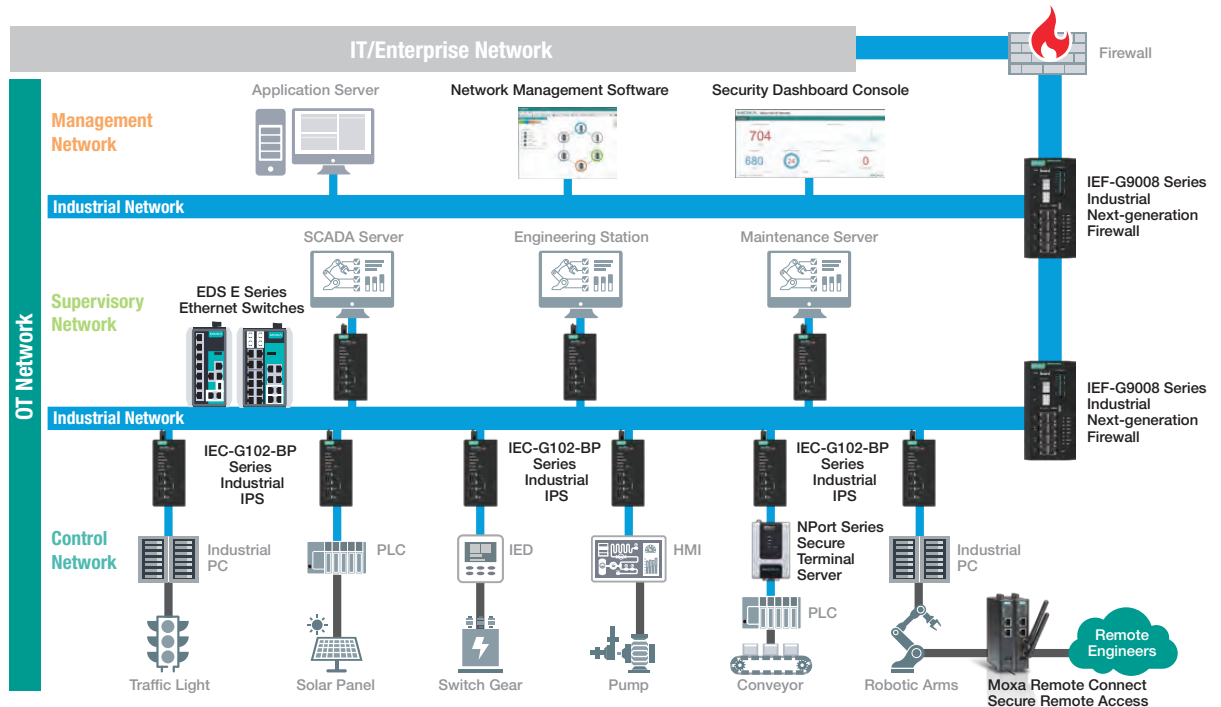 IT/Enterprise Network
Firewall
OT Network
Management
Network
Application Server
Network Management Software
Security Dashboard Console
704
680
24
0
Industrial Network
IEF-G9008 Series
Industrial
Next-generation
Firewall
Supervisory
Network
EDS E Series
Ethernet Switches
SCADA Server
Engineering Station
Maintenance Server
Industrial Network
IEF-G9008 Series
Industrial
Next-generation
Firewall
IEC-G102-BP
Series
Industrial
IPS
IEC-G102-BP
Series
Industrial
IPS
IEC-G102-BP
Series
Industrial
IPS
Control
Network
Industrial
PC
PLC
IED
HMI
NPort Series
Secure
Terminal
Server
PLC
Industrial
PC
Remote
Engineers
Traffic Light
Solar Panel
Switch Gear
Pump
Conveyor
Robotic Arms
Moxa Remote Connect
Secure Remote Access